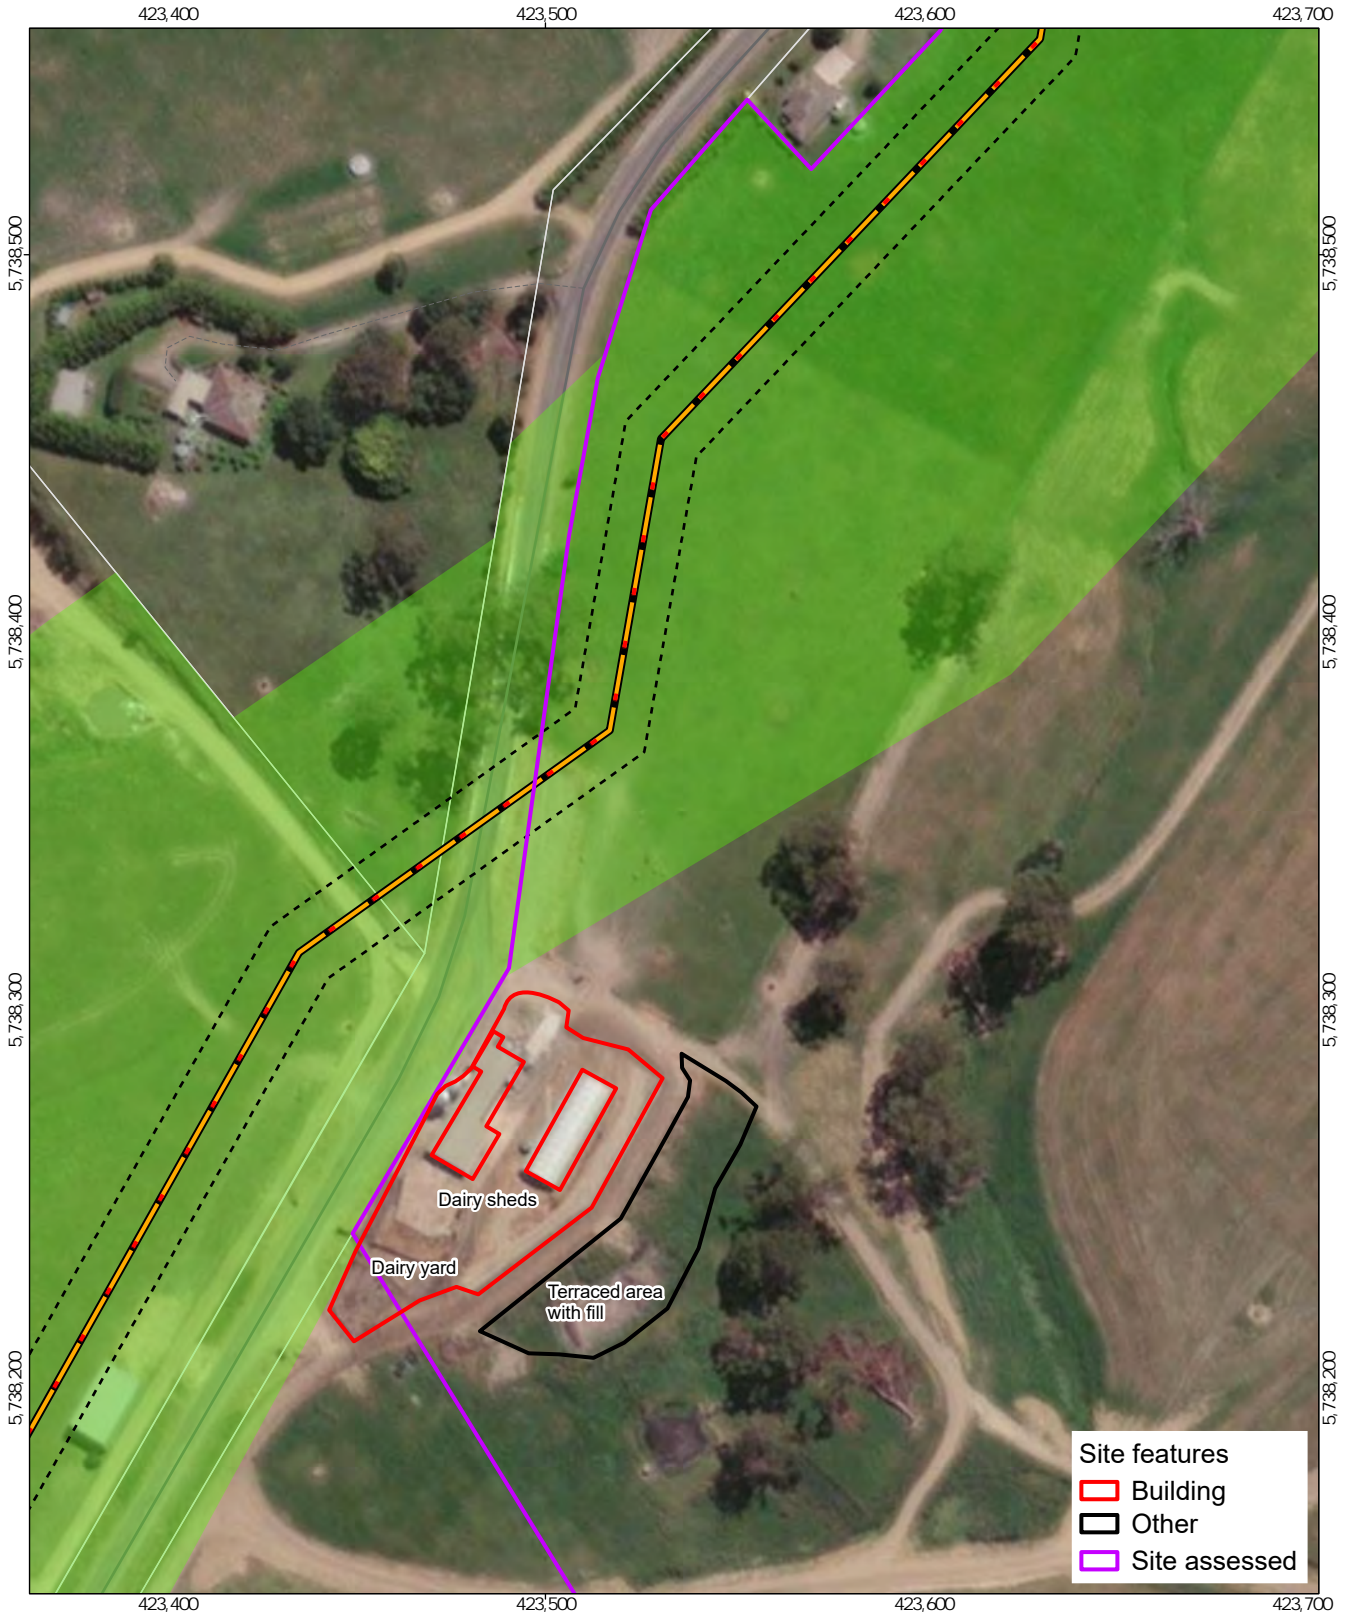 423,400
423,500
423,600
423,700
5,738,500
5,738,500
5,738,400
5,738,400
5,738,300
5,738,300
Dairy sheds
Dairy yard
Terraced area
with fill
5,738,200
5,738,200
Site features
Building
Other
Site assessed
423,400
423,500
423,600
423,700